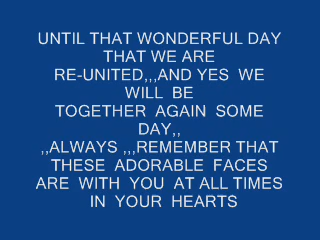 UNTIL THAT WONDERFUL DAY
THAT WE ARE
RE-UNITED,,,AND YES  WE
WILL  BE
TOGETHER  AGAIN  SOME
DAY,,
,,ALWAYS ,,,REMEMBER THAT
THESE  ADORABLE  FACES
ARE  WITH  YOU  AT ALL TIMES
IN  YOUR  HEARTS